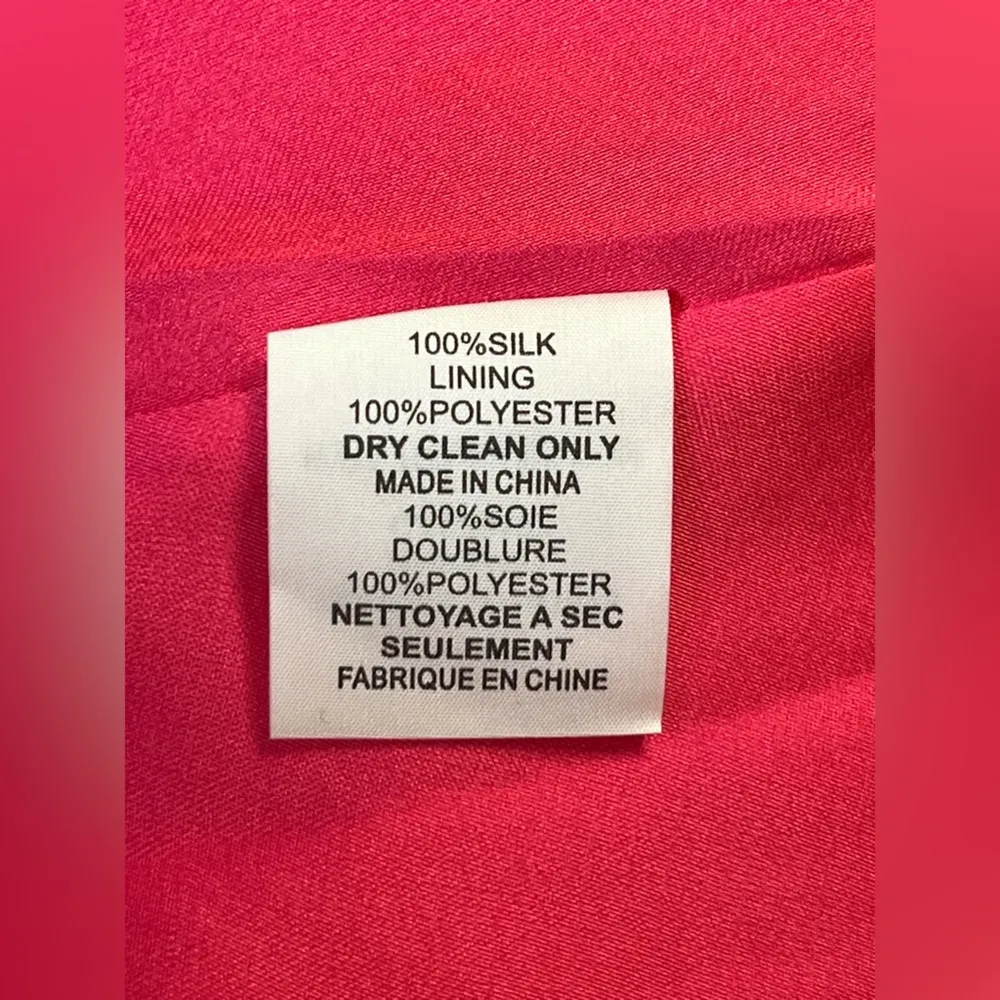 100%SILK
LINING
100%POLYESTER
DRY CLEAN ONLY
MADE IN CHINA
100%SOIE
DOUBLURE
100%POLYESTER
NETTOYAGE A SEC
SEULEMENT
FABRIQUE EN CHINE